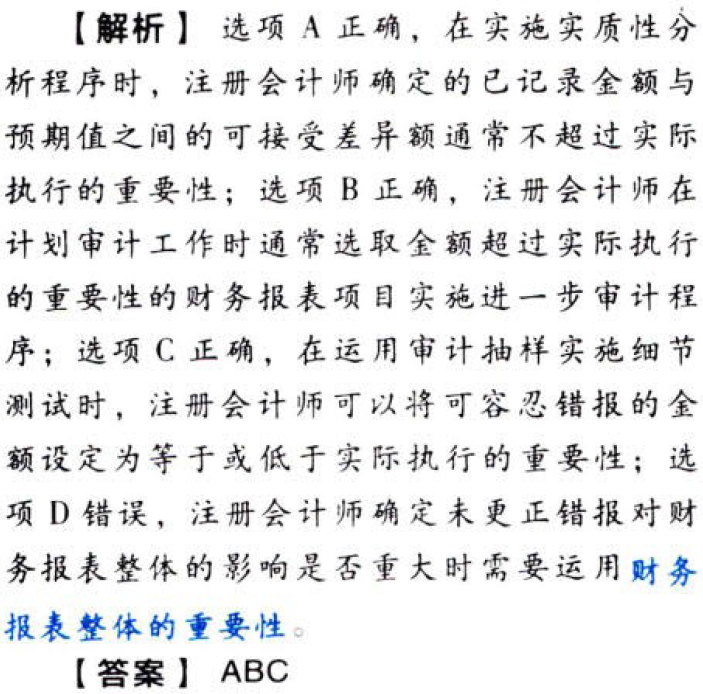 【解析】 选项 A 正确，在实施实质性分
析程序时，注册会计师确定的已记录金额与
预期值之间的可接受差异额通常不超过实际
执行的重要性；选项 B 正确，注册会计师在
计划审计工作时通常选取金额超过实际执行
的重要性的财务报表项目实施进一步审计程
序；选项 C 正确，在运用审计抽样实施细节
测试时，注册会计师可以将可容忍错报的金
额设定为等于或低于实际执行的重要性；选
项 D 错误，注册会计师确定未更正错报对财
务报表整体的影响是否重大时需要运用财务
报表整体的重要性。
【答案】 ABC